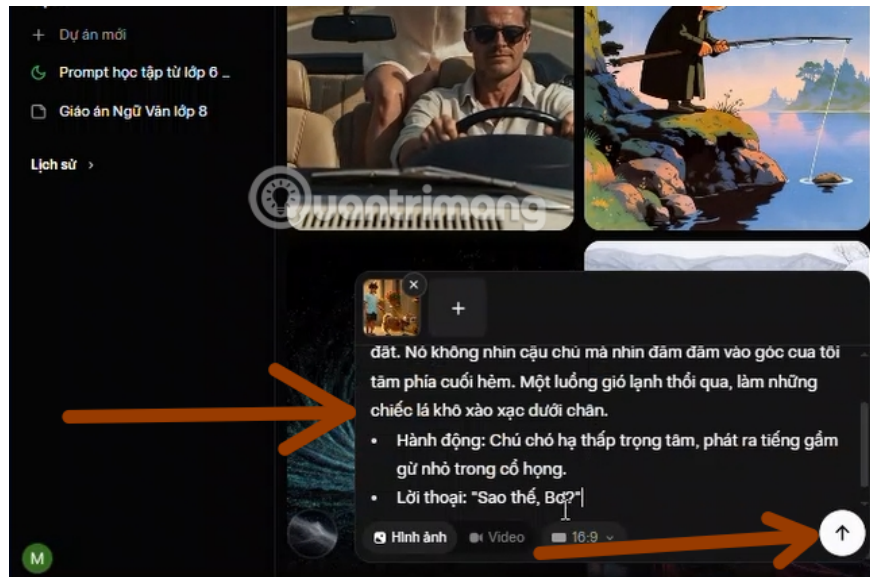 Dự án mới
Prompt học tập từ lớp 6 _
Giáo án Ngữ Văn lớp 8
Lịch sử >
Quantrimang
đất. Nó không nhìn cậu chủ mà nhìn đăm đăm vào góc cua tối
tăm phía cuối hẻm. Một luồng gió lạnh thổi qua, làm những
chiếc lá khô xào xạc dưới chân.
• Hành động: Chú chó hạ thấp trọng tâm, phát ra tiếng gầm
gừ nhỏ trong cổ họng.
• Lời thoại: "Sao thế, Bơ?"
Hình ảnh Video 16:9
M